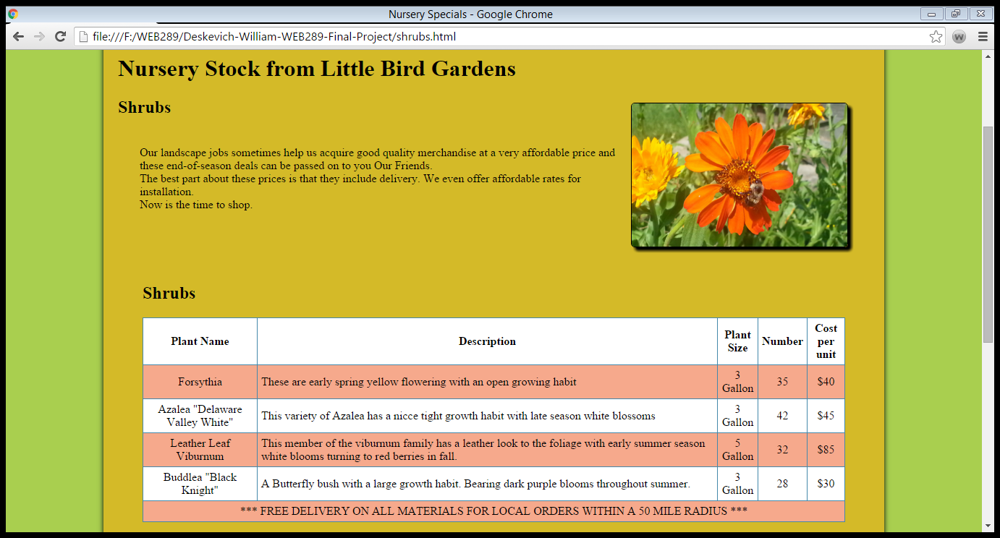 Nursery Specials - Google Chrome
file:///F:/WEB289/Deskevich-William-WEB289-Final-Project/shrubs.html
W
Nursery Stock from Little Bird Gardens
Shrubs
Our landscape jobs sometimes help us acquire good quality merchandise at a very affordable price and
these end-of-season deals can be passed on to you Our Friends.
The best part about these prices is that they include delivery. We even offer affordable rates for
installation.
Now is the time to shop.
Shrubs
Plant Name
Description
Plant
Size
Number
Cost
per
unit
Forsythia
These are early spring yellow flowering with an open growing habit
3
Gallon
35
$40
Azalea "Delaware
Valley White"
This variety of Azalea has a nicce tight growth habit with late season white blossoms
3
Gallon
42
$45
Leather Leaf
Viburnum
This member of the viburnum family has a leather look to the foliage with early summer season
white blooms turning to red berries in fall.
5
Gallon
32
$85
Buddlea "Black
Knight"
A Butterfly bush with a large growth habit. Bearing dark purple blooms throughout summer.
3
Gallon
28
$30
*** FREE DELIVERY ON ALL MATERIALS FOR LOCAL ORDERS WITHIN A 50 MILE RADIUS ***